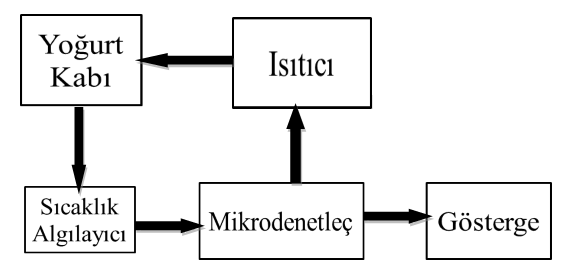 Yoğurt
Kabı
Isıtıcı
Sıcaklık
Algılayıcı
Mikrodenetleç
Gösterge